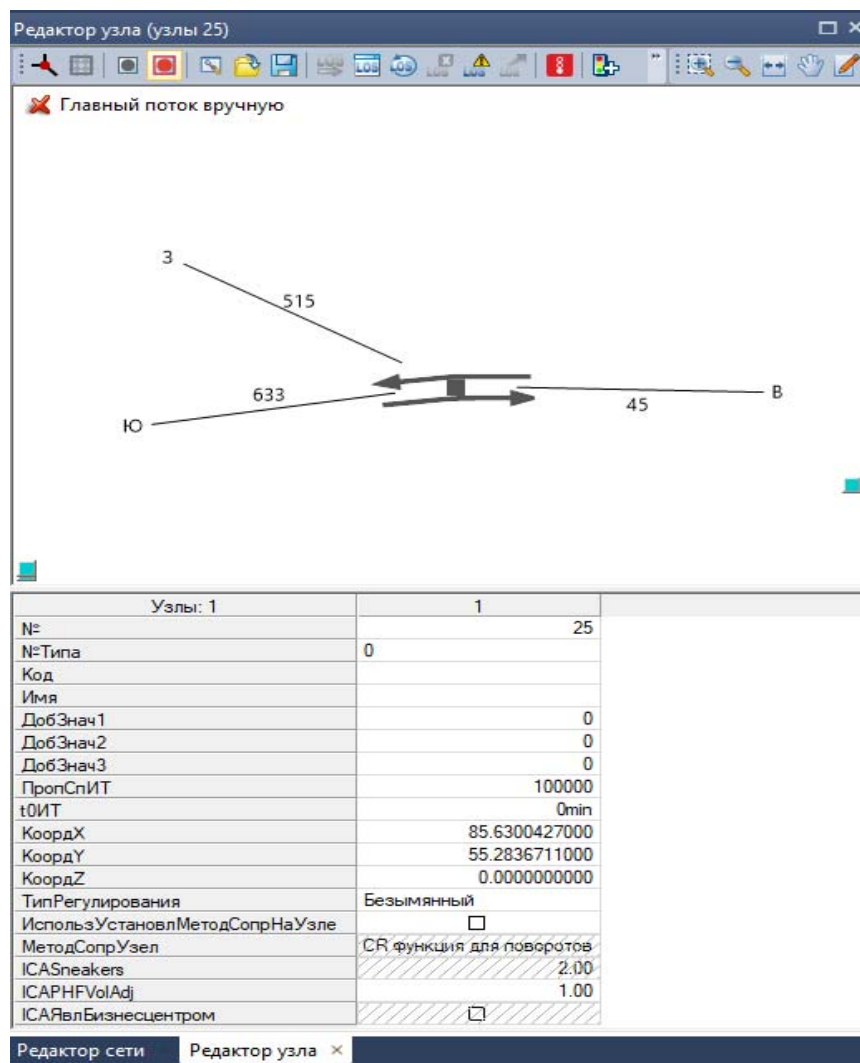 Редактор узла (узлы 25)
Главный поток вручную
З
515
633
Ю
В
45
Узлы: 1 1
№ 25
№Типа 0
Код
Имя
ДобЗнач1 0
ДобЗнач2 0
ДобЗнач3 0
ПропСпИТ 100000
t0ИТ 0min
КоордX 85.6300427000
КоордY 55.2836711000
КоордZ 0.0000000000
ТипРегулирования Безымянный
ИспользУстановлМетодСопрНаУзле
МетодСопрУзел CR функция для поворотов
ICASneakers 2.00
ICAPHFVolAdj 1.00
ICAЯвлБизнесцентром
Редактор сети Редактор узла ×